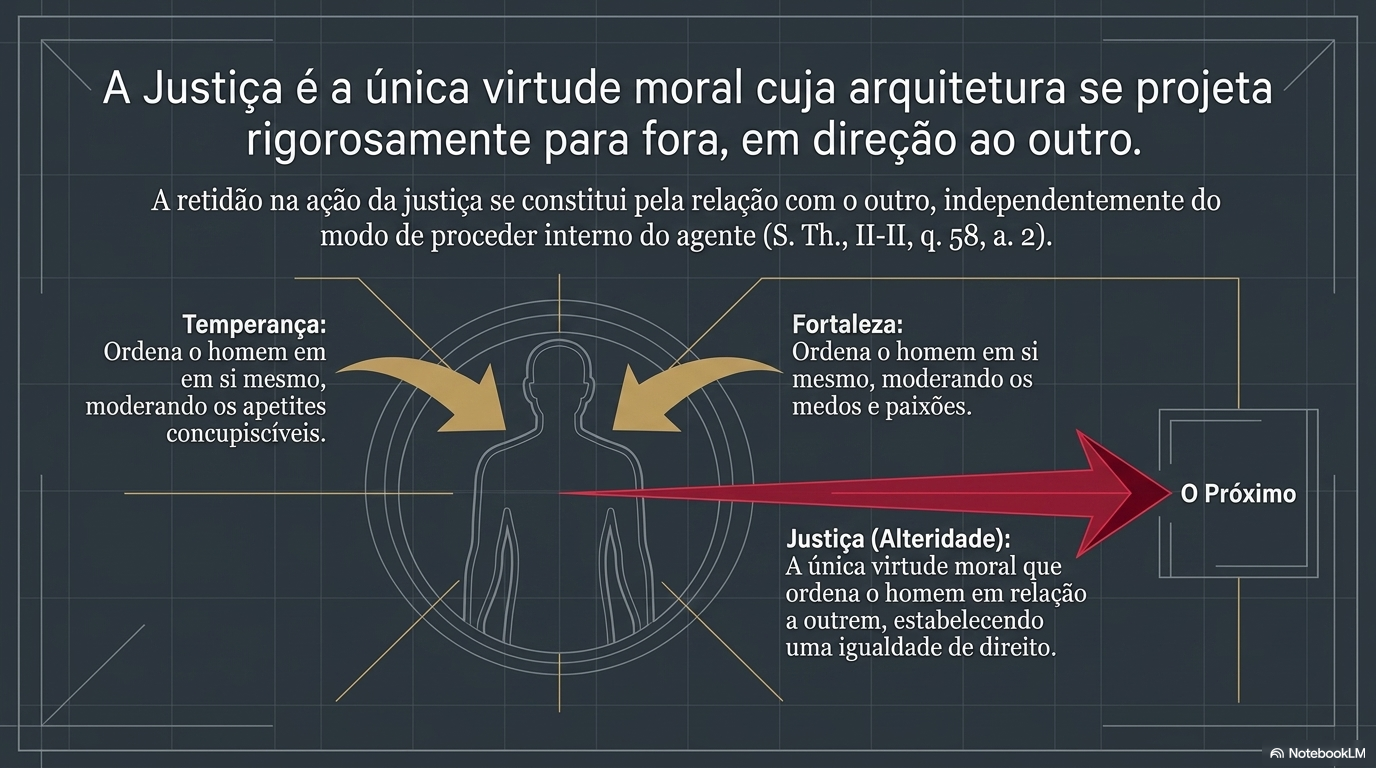 A Justiça é a única virtude moral cuja arquitetura se projeta
rigorosamente para fora, em direção ao outro.
A retidão na ação da justiça se constitui pela relação com o outro, independentemente do
modo de proceder interno do agente (S. Th., II-II, q. 58, a. 2).
Temperança:
Ordena o homem em
em si mesmo,
moderando os apetites
concupiscíveis.
Fortaleza:
Ordena o homem em si
mesmo, moderando os
medos e paixões.
O Próximo
Justiça (Alteridade):
A única virtude moral que
ordena o homem em relação
a outrem, estabelecendo
uma igualdade de direito.
NotebookLM